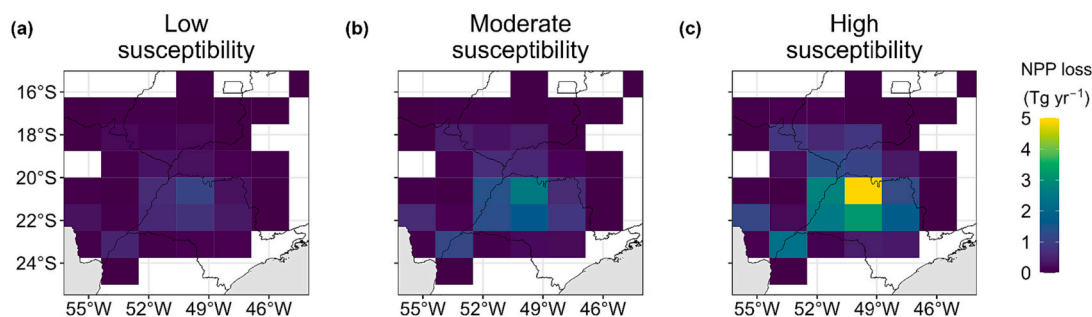 (a)
Low
susceptibility
(b)
Moderate
susceptibility
(c)
High
susceptibility
NPP loss
(Tg yr⁻¹)
5
4
3
2
1
0
16°S
18°S
20°S
22°S
24°S
55°W 52°W 49°W 46°W
55°W 52°W 49°W 46°W
55°W 52°W 49°W 46°W